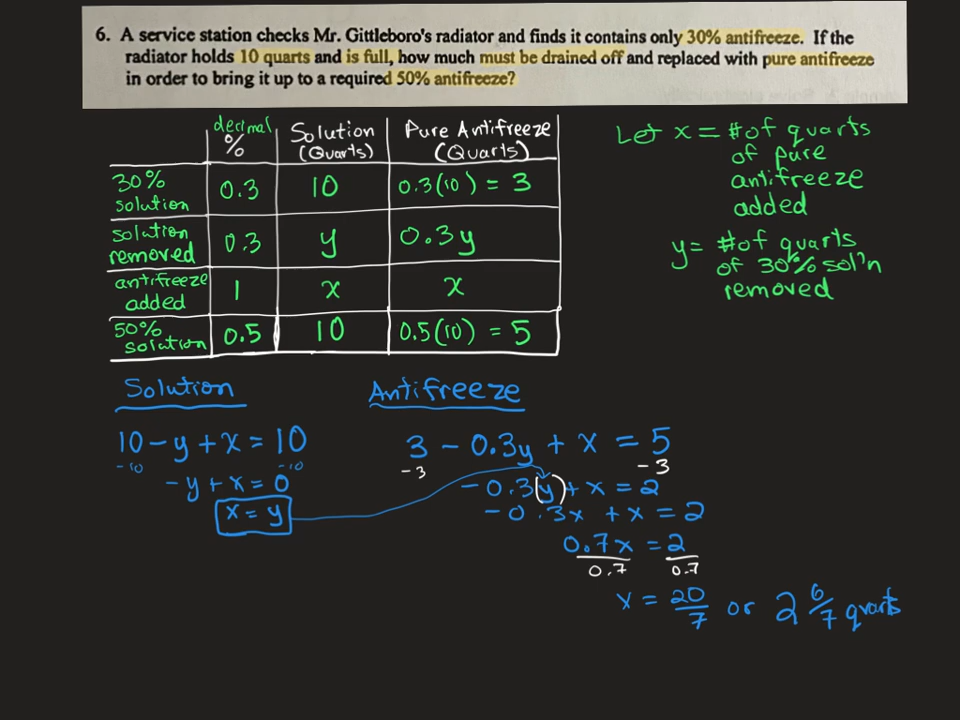 6. A service station checks Mr. Gittleboro's radiator and finds it contains only 30% antifreeze. If the
radiator holds 10 quarts and is full, how much must be drained off and replaced with pure antifreeze
in order to bring it up to a required 50% antifreeze?
decimal % Solution (Quarts) Pure Antifreeze (Quarts)
30% solution 0.3 10 0.3(10) = 3
solution removed 0.3 y 0.3y
antifreeze added 1 x x
50% solution 0.5 10 0.5(10) = 5
Let x = # of quarts
of pure
antifreeze
added
y = # of quarts
of 30% sol'n
removed
Solution
10 - y + x = 10
-10 -10
- y + x = 0
x = y
Antifreeze
3 - 0.3y + x = 5
-3 -3
- 0.3(y) + x = 2
- 0.3x + x = 2
0.7x = 2
0.7 0.7
x = 20/7 or 2 6/7 quarts